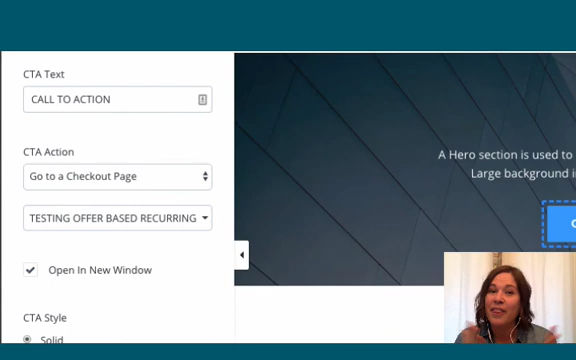 CTA Text
CALL TO ACTION
CTA Action
Go to a Checkout Page
TESTING OFFER BASED RECURRING
Open In New Window
CTA Style
Solid
A Hero section is used to
Large background i